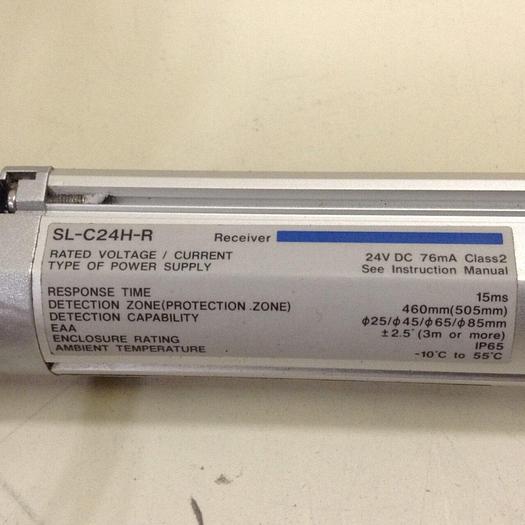 SL-C24H-R Receiver
RATED VOLTAGE / CURRENT 24V DC 76mA Class2
TYPE OF POWER SUPPLY See Instruction Manual
RESPONSE TIME 15ms
DETECTION ZONE(PROTECTION ZONE) 460mm(505mm)
DETECTION CAPABILITY ϕ25/ϕ45/ϕ65/ϕ85mm
EAA ±2.5° (3m or more)
ENCLOSURE RATING IP65
AMBIENT TEMPERATURE -10°C to 55°C